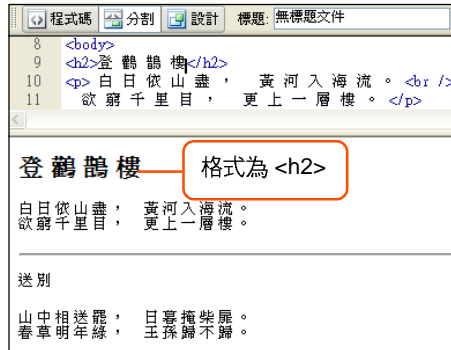 程式碼 分割 設計 標題: 無標題文件
8 <body>
9 <h2>登 鸛 鵲 樓</h2>
10 <p> 白 日 依 山 盡 ， 黃 河 入 海 流 。 <br />
11 欲 窮 千 里 目 ， 更 上 一 層 樓 。 </p>
登 鸛 鵲 樓
格式為 <h2>
白日依山盡， 黃河入海流。
欲窮千里目， 更上一層樓。
送別
山中相送罷， 日暮掩柴扉。
春草明年綠， 王孫歸不歸。